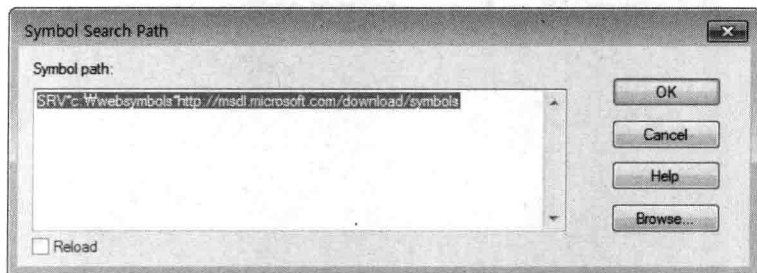 Symbol Search Path
Symbol path:
SRV*c:₩websymbols*http://msdl.microsoft.com/download/symbols
OK
Cancel
Help
Browse...
Reload